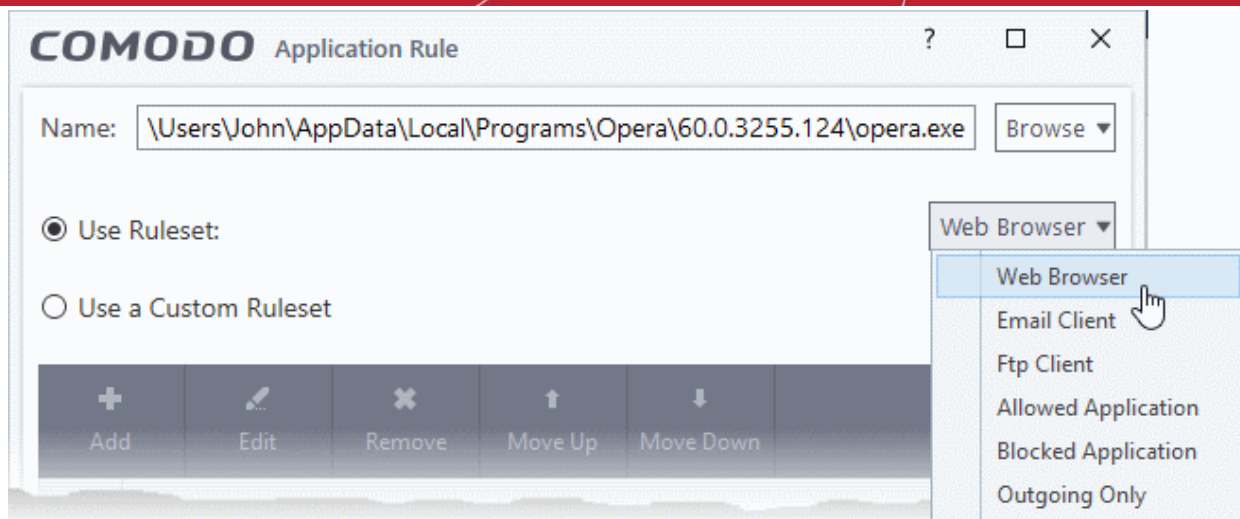 COMODO Application Rule ?
Name: \Users\John\AppData\Local\Programs\Opera\60.0.3255.124\opera.exe Browse
Use Ruleset: Web Browser
Web Browser
Use a Custom Ruleset
Email Client
Ftp Client
Allowed Application
Blocked Application
Outgoing Only
Add Edit Remove Move Up Move Down